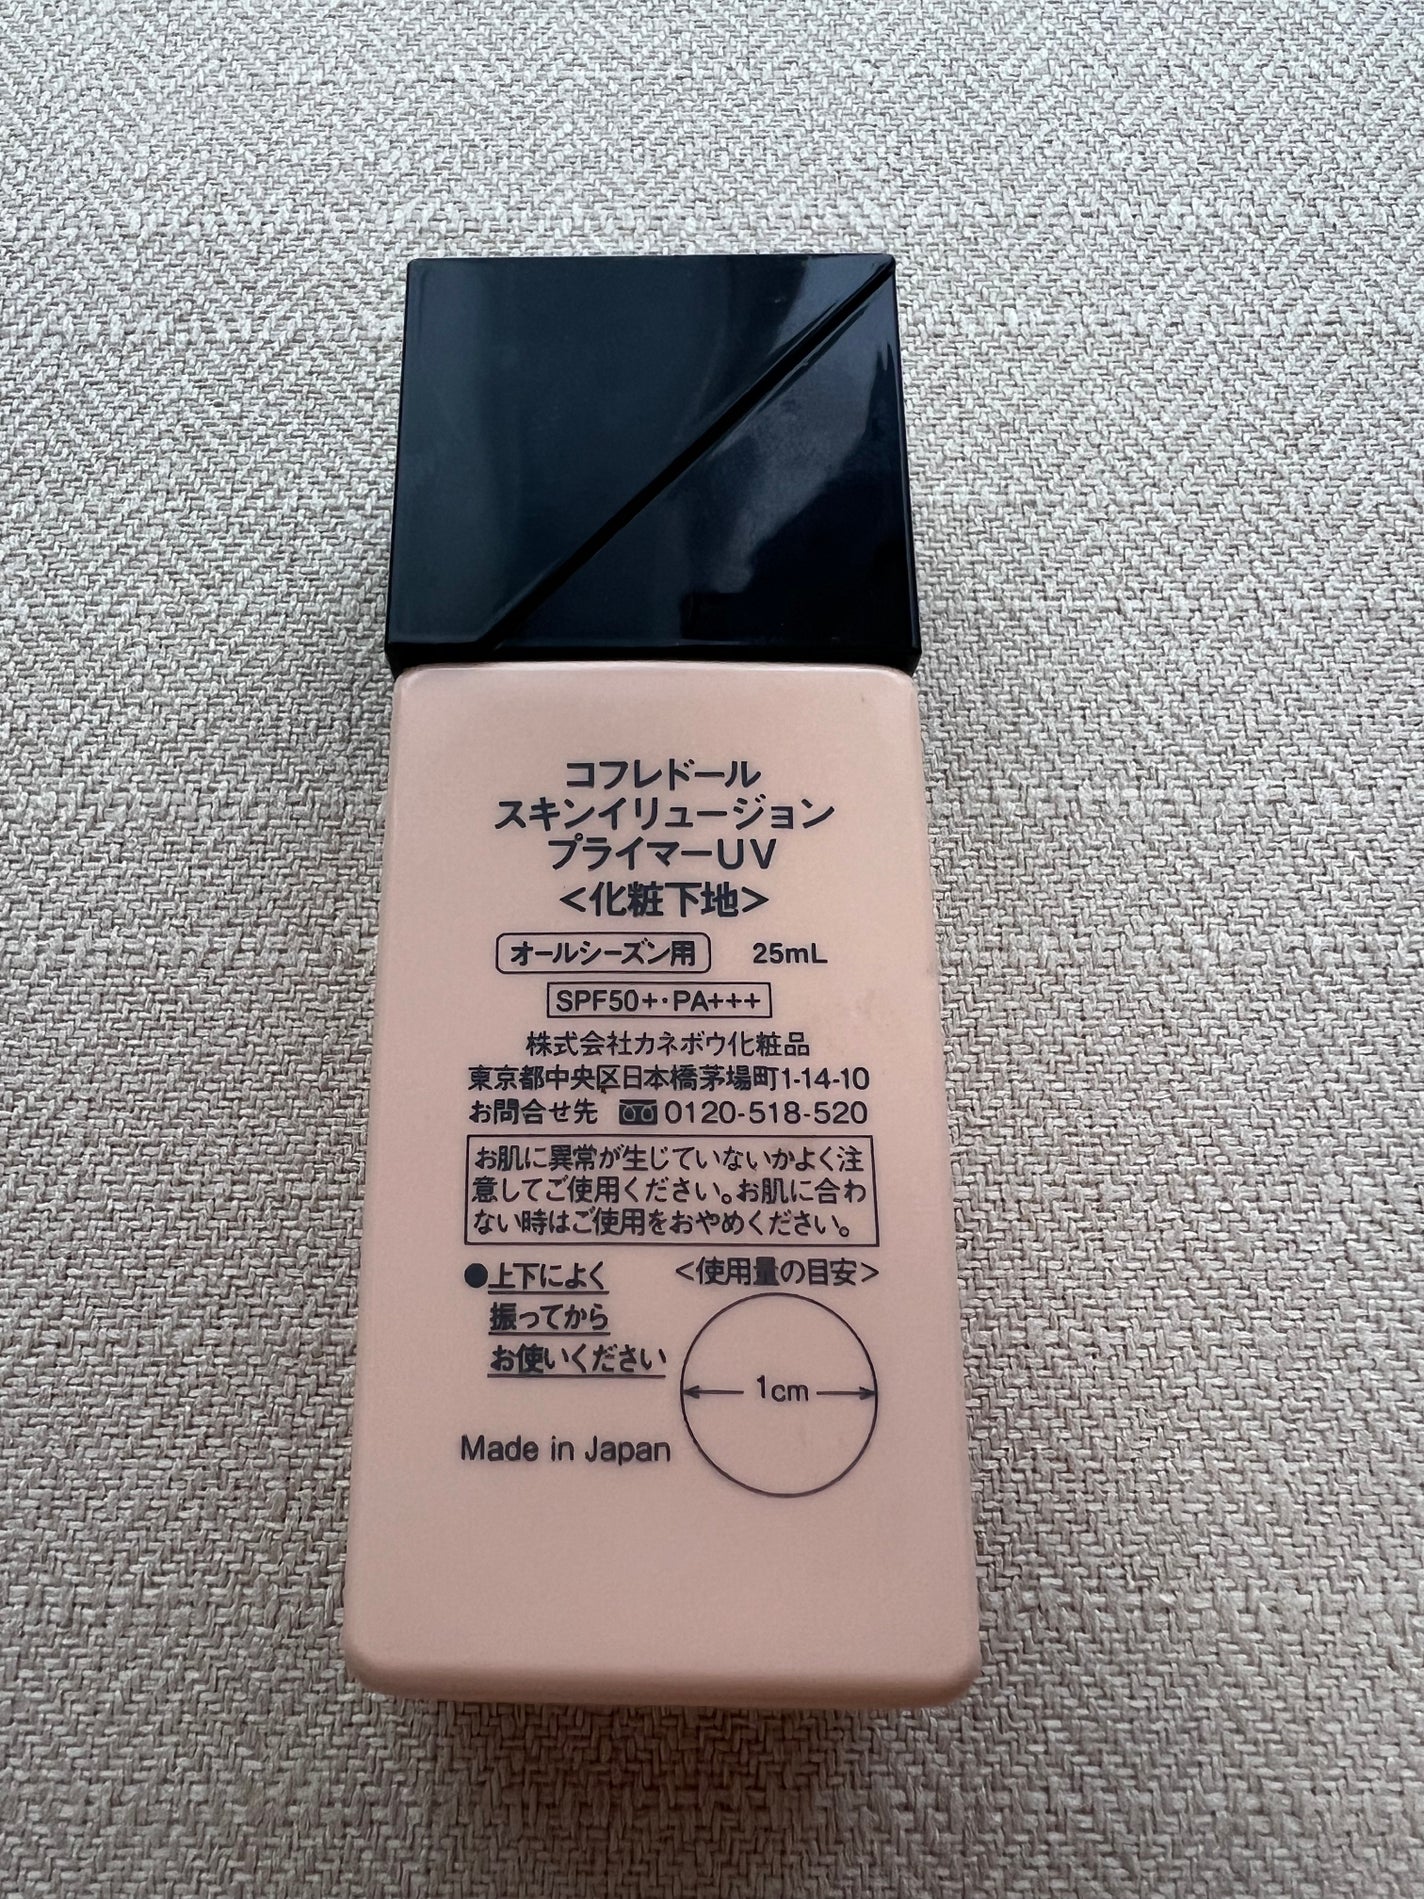 コフレドール
スキンイリュージョン
プライマーUV
<化粧下地>
オールシーズン用 25mL
SPF50+・PA+++
株式会社カネボウ化粧品
東京都中央区日本橋茅場町1-14-10
お問合せ先 0120-518-520
お肌に異常が生じていないかよく注
意してご使用ください。お肌に合わ
ない時はご使用をおやめください。
●上下によく
振ってから
お使いください
<使用量の目安>
1cm
Made in Japan